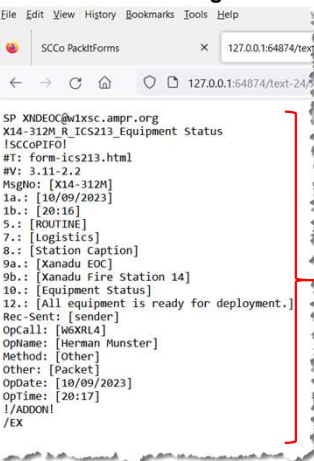 File Edit View History Bookmarks Tools Help
SCCo PackItForms × 127.0.0.1:64874/text
127.0.0.1:64874/text-24/
SP XNDEOC@w1xsc.ampr.org
X14-312M_R_ICS213_Equipment Status
!SCCoPIFO!
#T: form-ics213.html
#V: 3.11-2.2
MsgNo: [X14-312M]
1a.: [10/09/2023]
1b.: [20:16]
5.: [ROUTINE]
7.: [Logistics]
8.: [Station Caption]
9a.: [Xanadu EOC]
9b.: [Xanadu Fire Station 14]
10.: [Equipment Status]
12.: [All equipment is ready for deployment.]
Rec-Sent: [sender]
OpCall: [W6XRL4]
OpName: [Herman Munster]
Method: [Other]
Other: [Packet]
OpDate: [10/09/2023]
OpTime: [20:17]
!/ADDON!
/EX